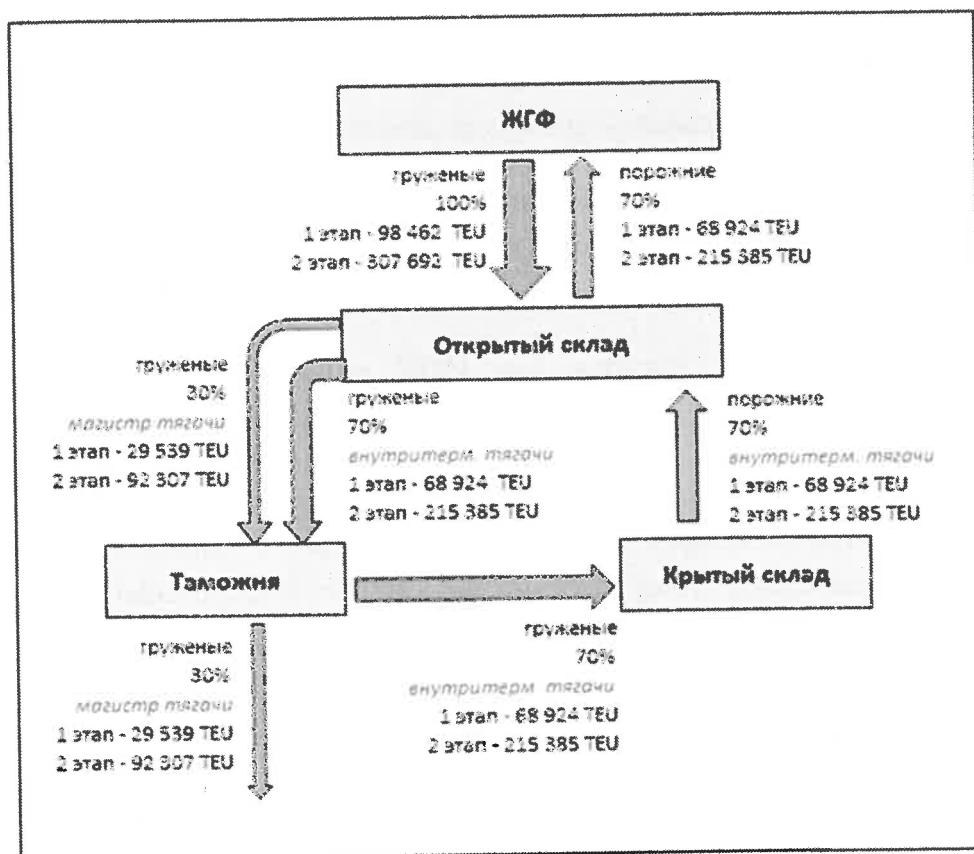 ЖГФ
груженые
100%
1 этап - 98 462 TEU
2 этап - 307 692 TEU
порожние
70%
1 этап - 68 924 TEU
2 этап - 215 385 TEU
Открытый склад
груженые
30%
магистр тягачи
1 этап - 29 539 TEU
2 этап - 92 307 TEU
груженые
70%
внутритерм. тягачи
1 этап - 68 924 TEU
2 этап - 215 385 TEU
порожние
70%
внутритерм. тягачи
1 этап - 68 924 TEU
2 этап - 215 385 TEU
Таможня
Крытый склад
груженые
30%
магистр тягачи
1 этап - 29 539 TEU
2 этап - 92 307 TEU
груженые
70%
внутритерм тягачи
1 этап - 68 924 TEU
2 этап - 215 385 TEU